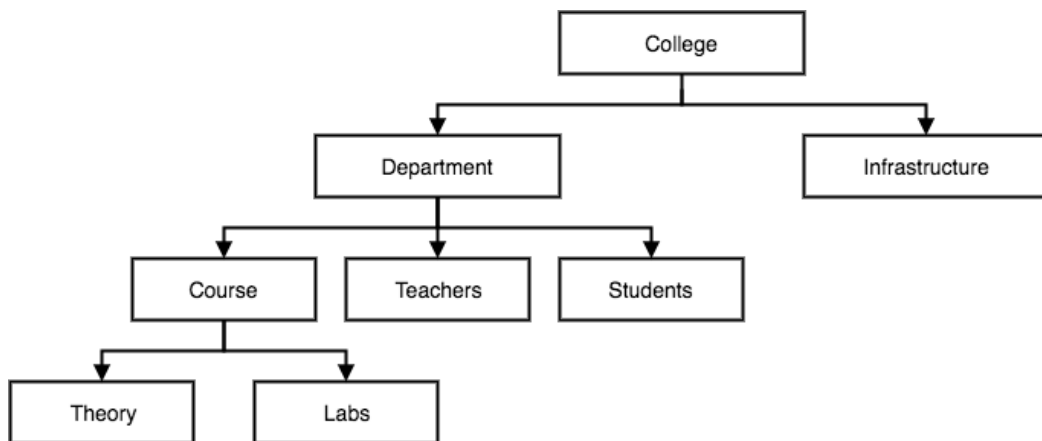 College
Department
Infrastructure
Course
Teachers
Students
Theory
Labs